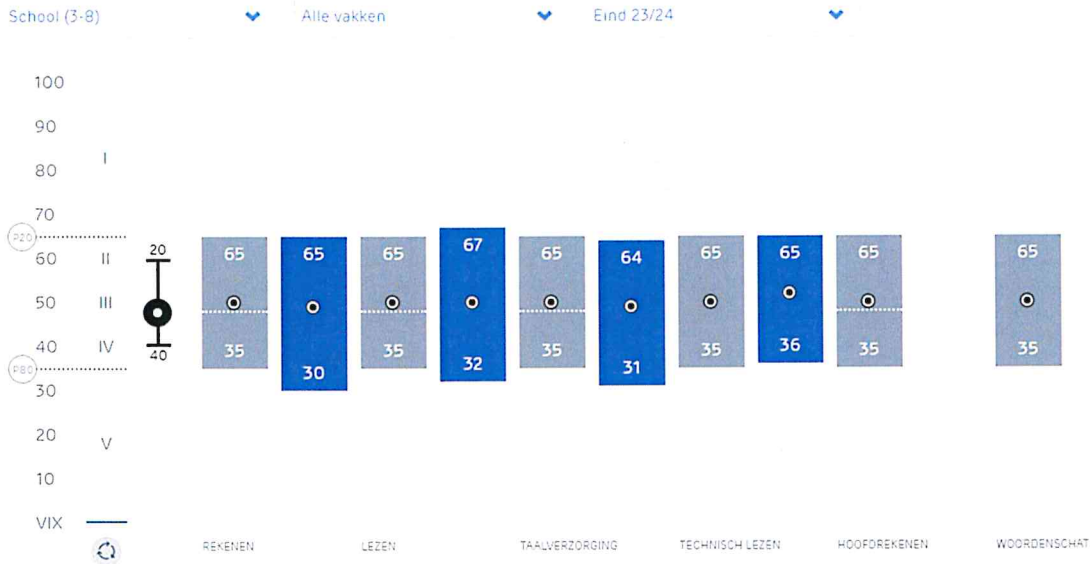 School (3-8) Alle vakken Eind 23/24
100
90
I
80
70
P20
60 II 20 65 65 65 67 65 64 65 65 65 65
50 III
40 IV 40 35 30 35 32 35 31 35 36 35 35
P80
30
20 V
10
VIX
REKENEN LEZEN TAALVERZORGING TECHNISCH LEZEN HOOFDREKENEN WOORDENSCHAT